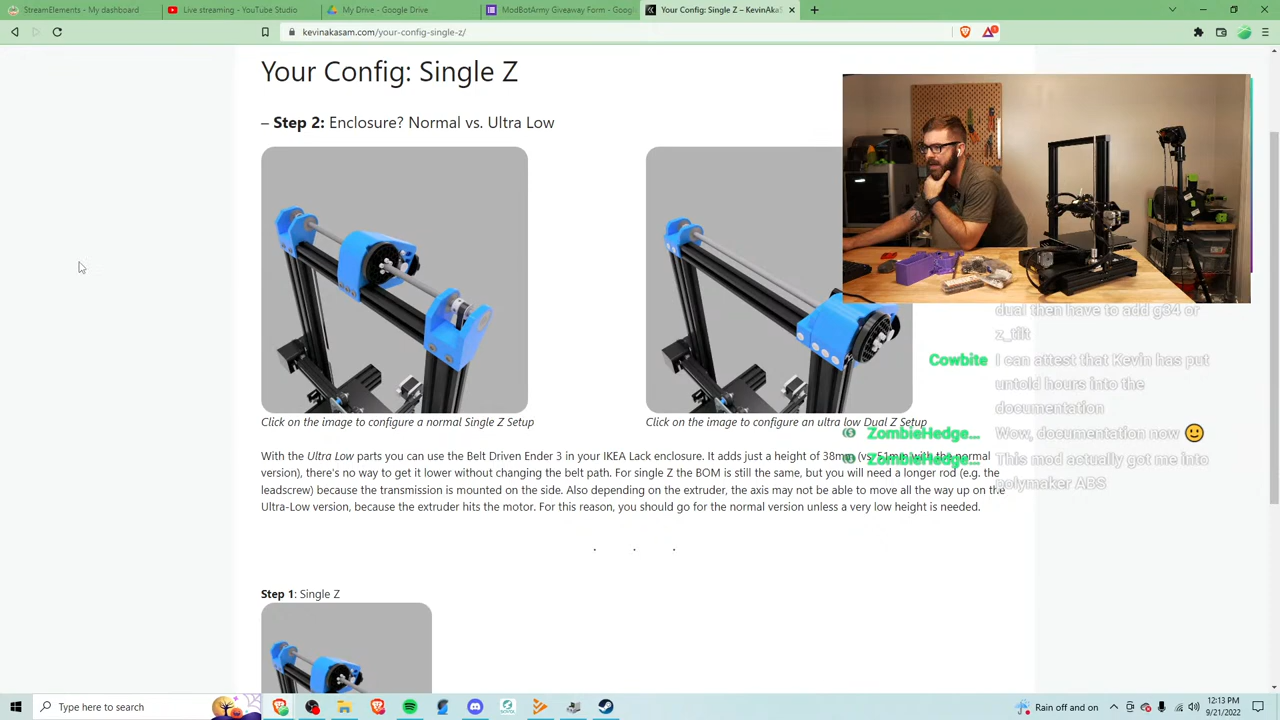 StreamElements - My dashboard
Live streaming - YouTube Studio
My Drive - Google Drive
ModBotArmy Giveaway Form - Goog
Your Config: Single Z – KevinAkaS
kevinakasam.com/your-config-single-z/
Your Config: Single Z
– Step 2: Enclosure? Normal vs. Ultra Low
Click on the image to configure a normal Single Z Setup
Click on the image to configure an ultra low Dual Z Setup
With the Ultra Low parts you can use the Belt Driven Ender 3 in your IKEA Lack enclosure. It adds just a height of 38mm (vs. 51mm with the normal
version), there's no way to get it lower without changing the belt path. For single Z the BOM is still the same, but you will need a longer rod (e.g. the
leadscrew) because the transmission is mounted on the side. Also depending on the extruder, the axis may not be able to move all the way up on the
Ultra-Low version, because the extruder hits the motor. For this reason, you should go for the normal version unless a very low height is needed.
. . .
Step 1: Single Z
dual then have to add g34 or
z_tilt
Cowbite I can attest that Kevin has put
untold hours into the
documentation
ZombieHedge... Wow, documentation now 🙂
ZombieHedge... This mod actually got me into
polymaker ABS
Type here to search
Rain off and on
12:13 PM
9/21/2022